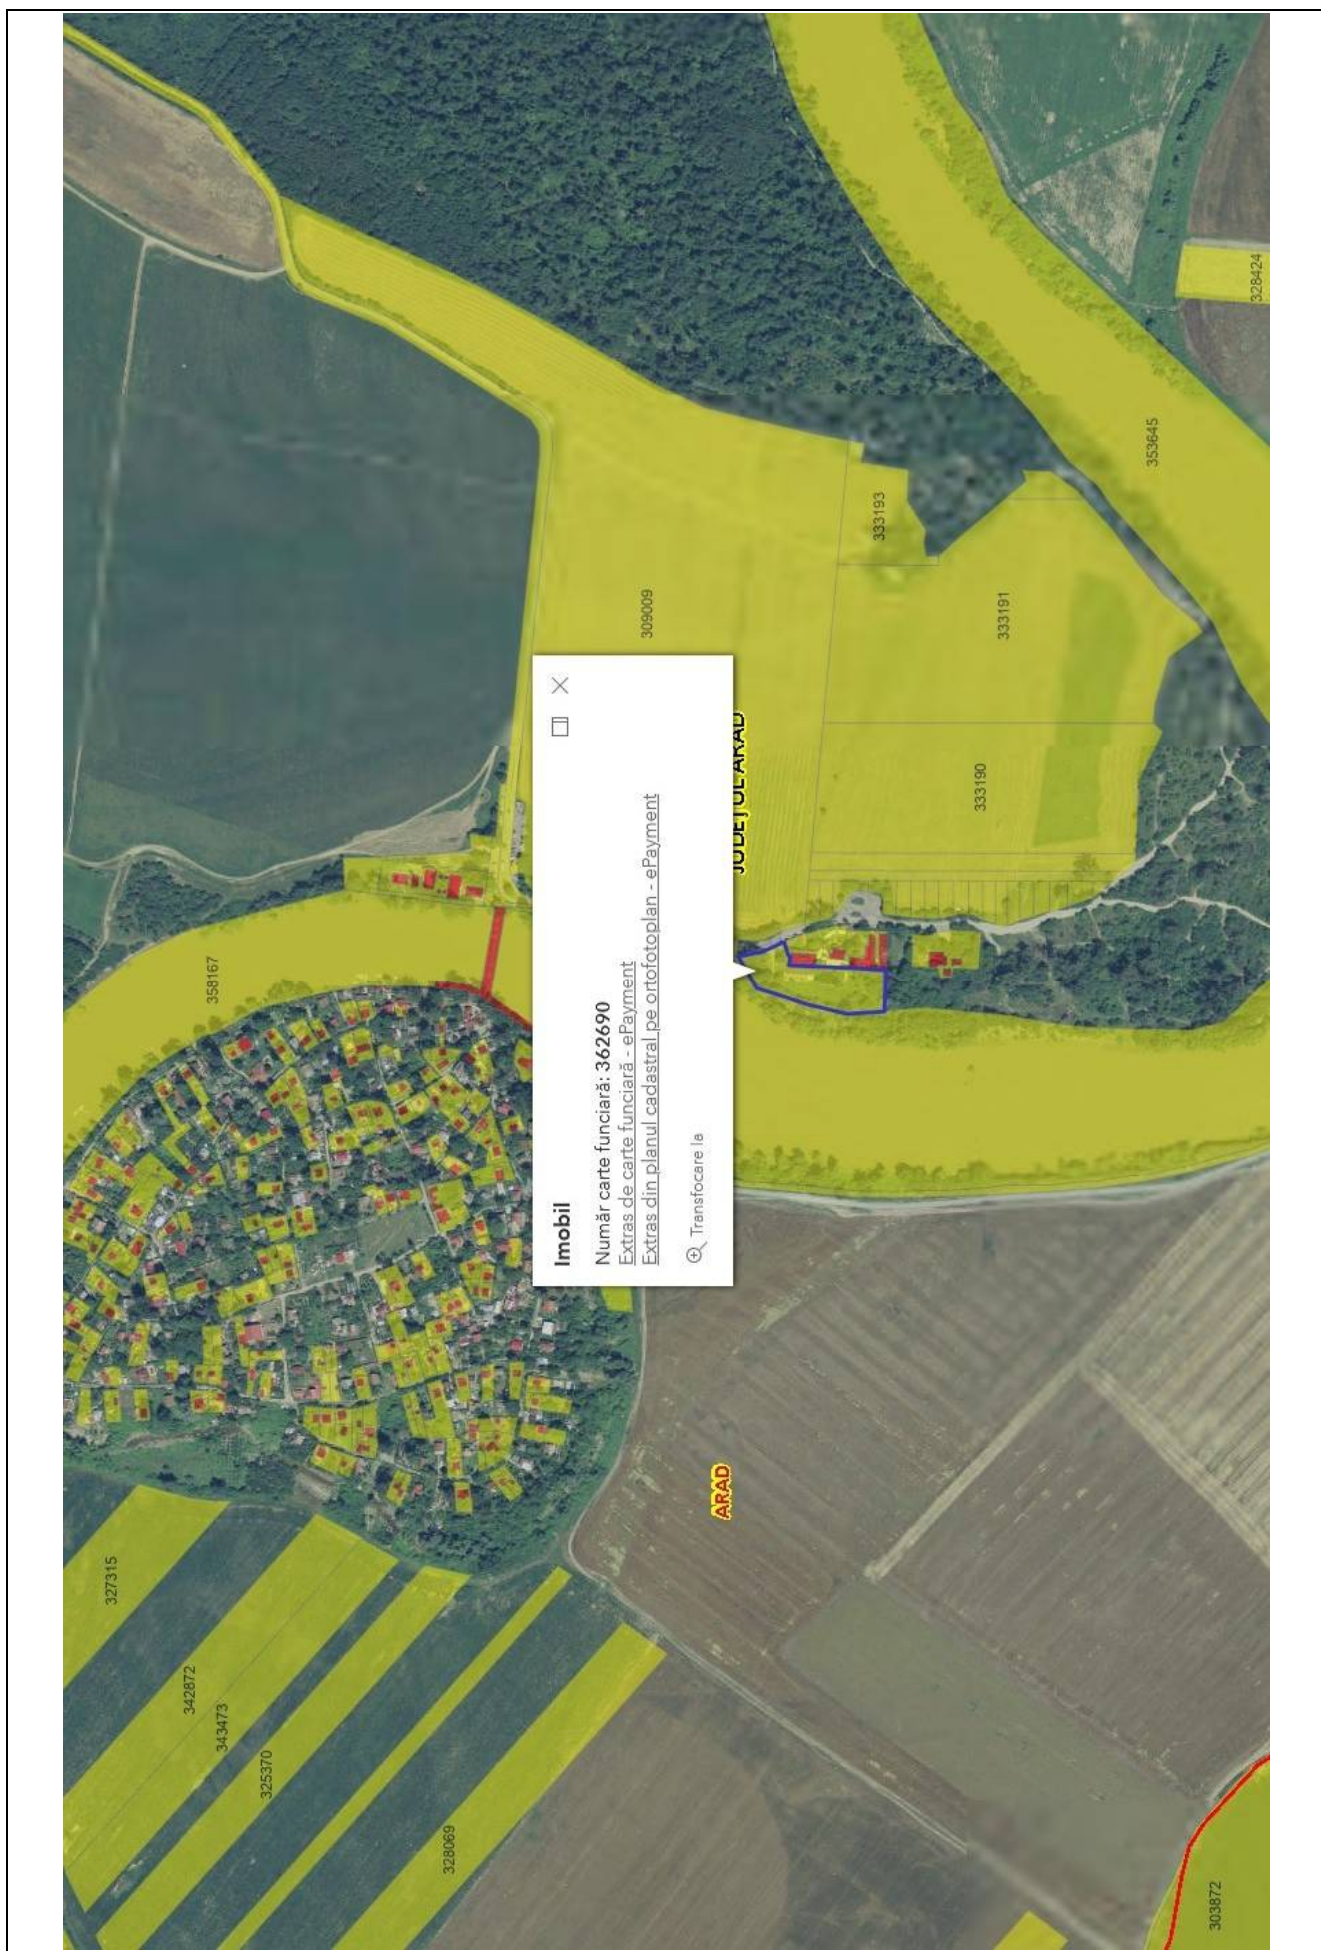 Imobil
Număr carte funciară: 362690
Extras de carte funciară - ePayment
Extras din planul cadastral pe ortofotoplan - ePayment
Transfocare la
JUDEȚUL ARAD
ARAD
327315
342872
343473
325370
328069
358167
309009
333193
333191
333190
353645
328424
303872